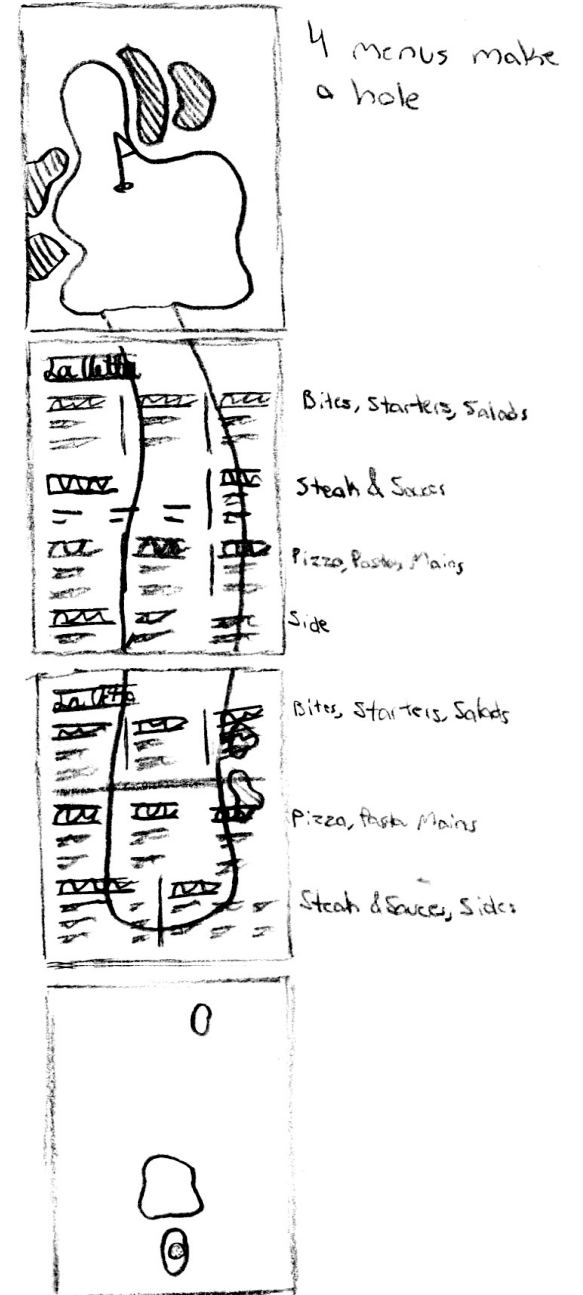 4 menus make
a hole
Bites, Starters, Salads
Steak & Sauces
Pizza, Pasta, Mains
Side
Bites, Starters, Salads
Pizza, Pasta Mains
Steak & Sauces, Sides